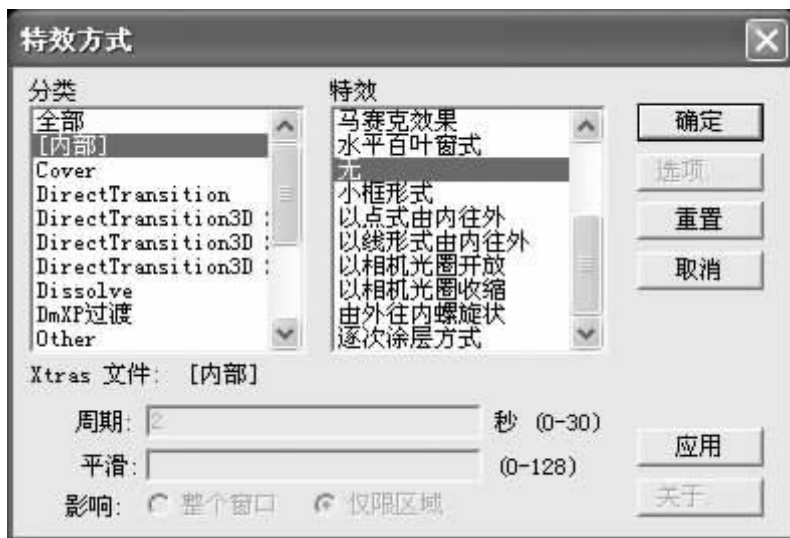 特效方式
分类
全部
[内部]
Cover
DirectTransition
DirectTransition3D :
DirectTransition3D :
DirectTransition3D :
Dissolve
DmXP过渡
Other
特效
马赛克效果
水平百叶窗式
无
小框形式
以点式由内往外
以线形式由内往外
以相机光圈开放
以相机光圈收缩
由外往内螺旋状
逐次涂层方式
确定
选项
重置
取消
Xtras 文件: [内部]
周期: 2 秒 (0-30)
平滑: (0-128)
影响: 整个窗口 仅限区域
应用
关于